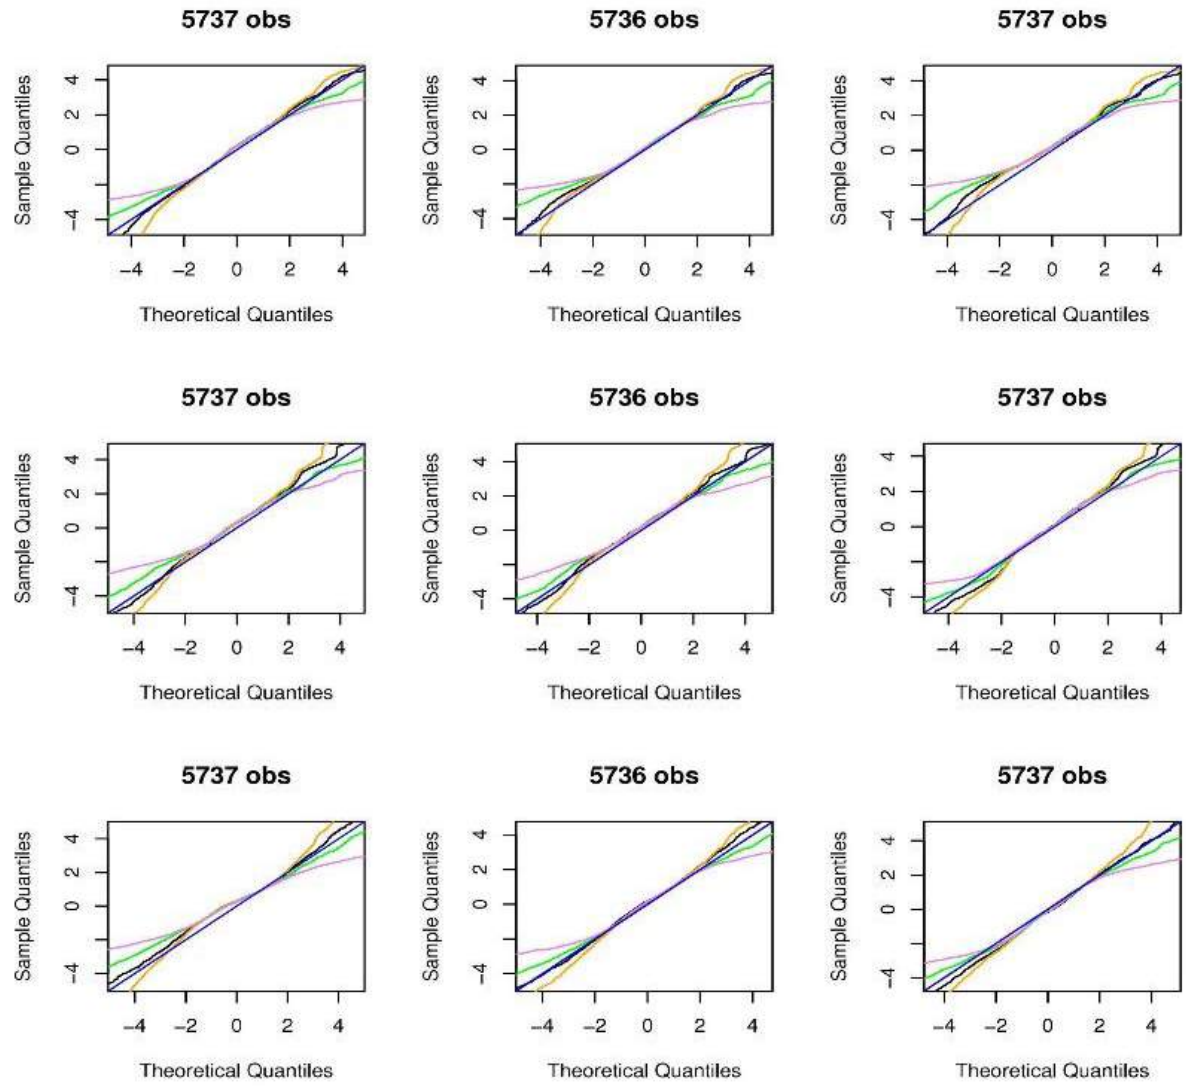 5737 obs 5736 obs 5737 obs
Sample Quantiles Sample Quantiles Sample Quantiles
4 4 4
2 2 2
0 0 0
−4 −4 −4
−4 −2 0 2 4 −4 −2 0 2 4 −4 −2 0 2 4
Theoretical Quantiles Theoretical Quantiles Theoretical Quantiles
5737 obs 5736 obs 5737 obs
Sample Quantiles Sample Quantiles Sample Quantiles
4 4 4
2 2 2
0 0 0
−4 −4 −4
−4 −2 0 2 4 −4 −2 0 2 4 −4 −2 0 2 4
Theoretical Quantiles Theoretical Quantiles Theoretical Quantiles
5737 obs 5736 obs 5737 obs
Sample Quantiles Sample Quantiles Sample Quantiles
4 4 4
2 2 2
0 0 0
−4 −4 −4
−4 −2 0 2 4 −4 −2 0 2 4 −4 −2 0 2 4
Theoretical Quantiles Theoretical Quantiles Theoretical Quantiles